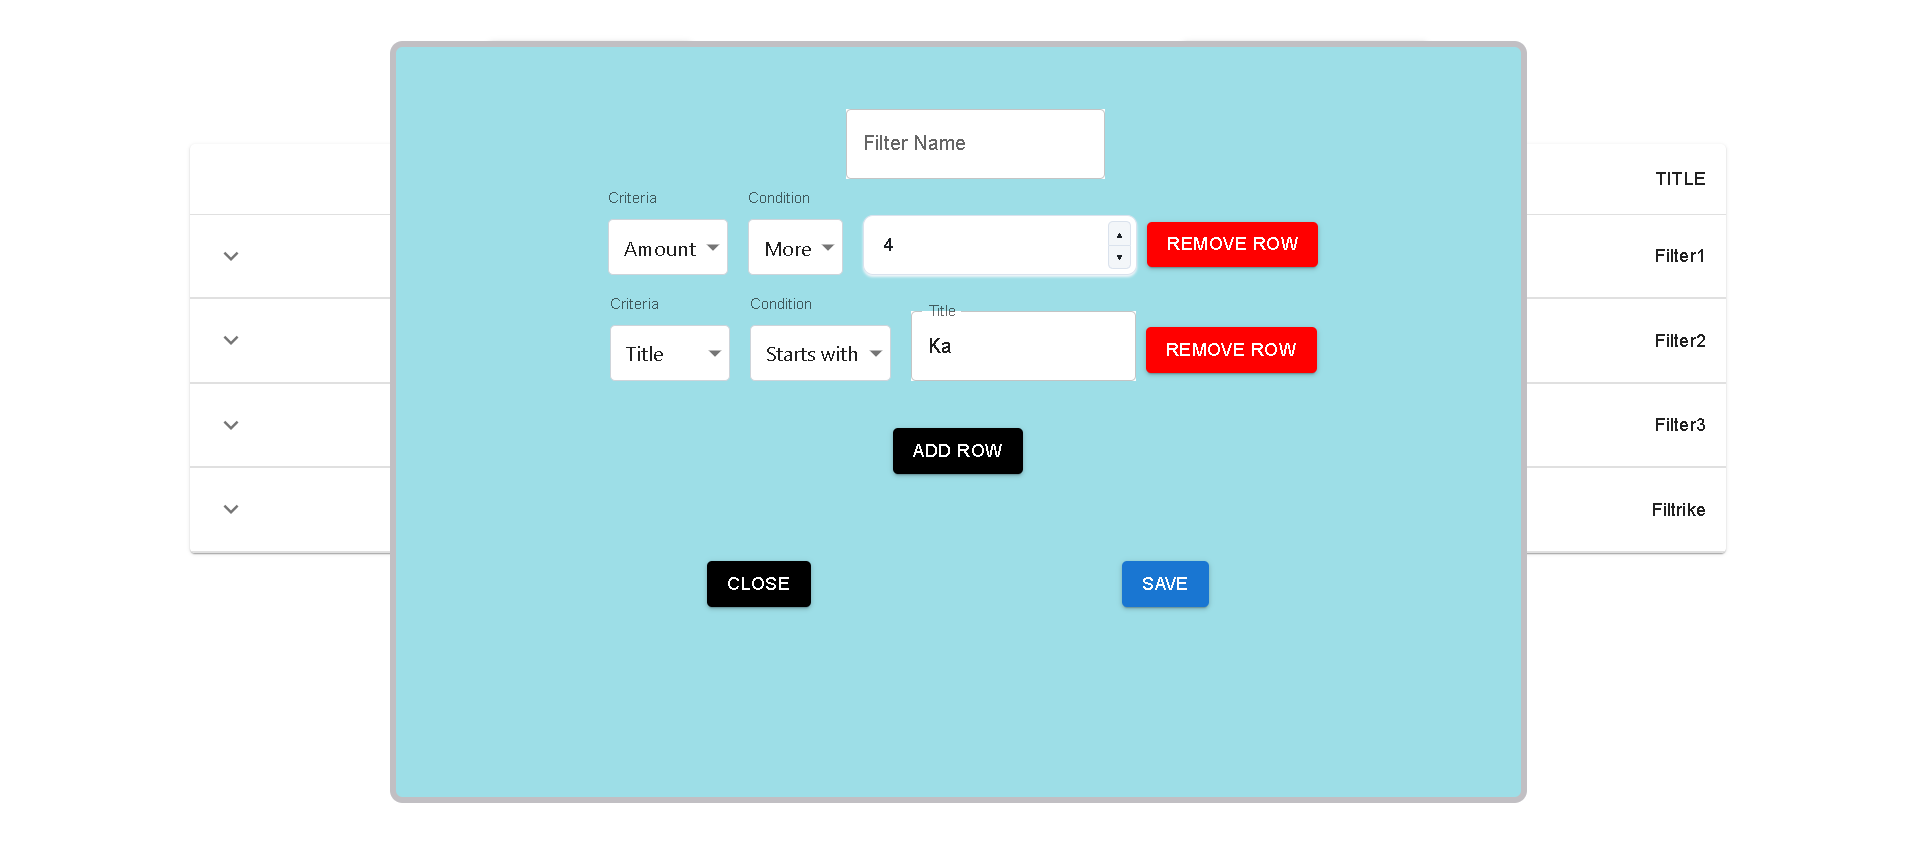 Filter Name
TITLE
Criteria Condition
Amount More 4 REMOVE ROW
Filter1
Criteria Condition Title
Title Starts with Ka REMOVE ROW
Filter2
Filter3
ADD ROW
Filtrike
CLOSE SAVE